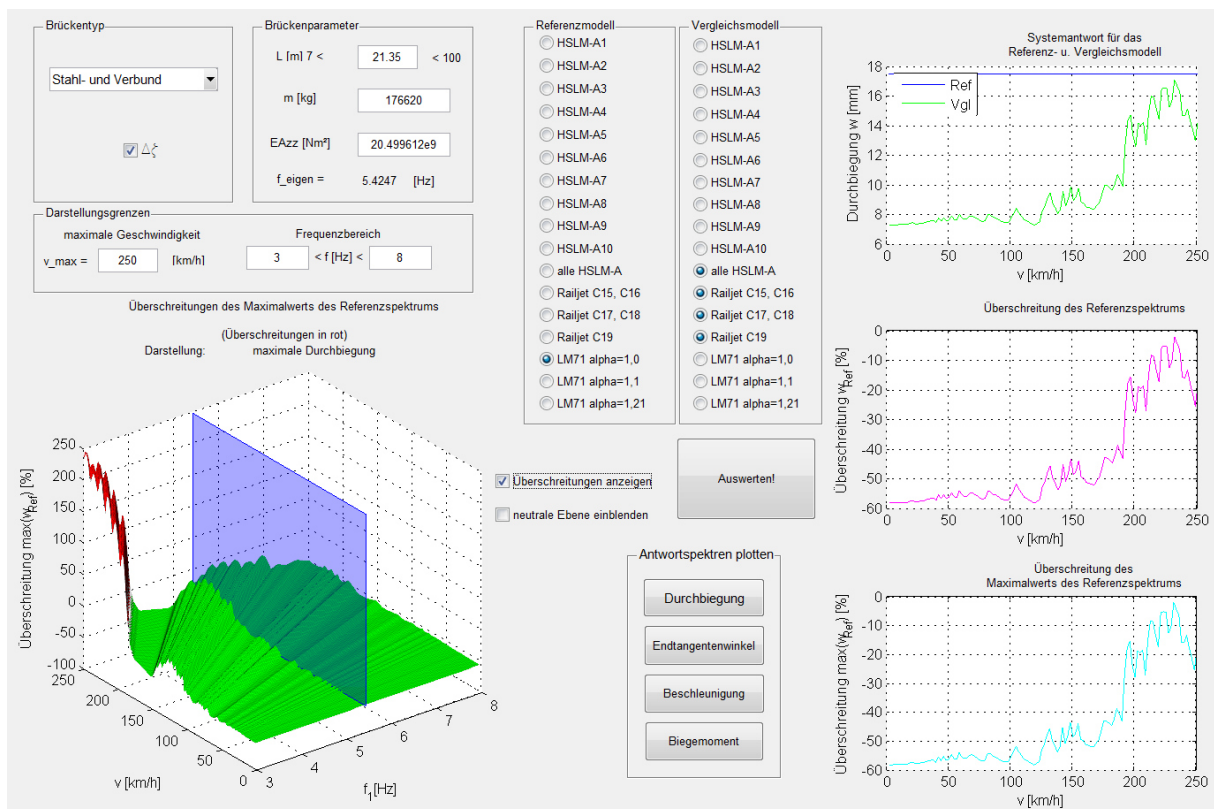 Brückentyp
Stahl- und Verbund
Δζ
Brückenparameter
L [m] 7 < 21.35 < 100
m [kg] 176620
EAzz [Nm²] 20.499612e9
f_eigen = 5.4247 [Hz]
Darstellungsgrenzen
maximale Geschwindigkeit
v_max = 250 [km/h]
Frequenzbereich
3 < f [Hz] < 8
Überschreitungen des Maximalwerts des Referenzspektrums
(Überschreitungen in rot)
Darstellung: maximale Durchbiegung
Überschreitung max(w_Ref) [%]
250
200
150
100
50
0
-50
-100
250
200
150
100
50
0
v [km/h]
3
4
5
6
7
8
f₁[Hz]
Referenzmodell
HSLM-A1
HSLM-A2
HSLM-A3
HSLM-A4
HSLM-A5
HSLM-A6
HSLM-A7
HSLM-A8
HSLM-A9
HSLM-A10
alle HSLM-A
Railjet C15, C16
Railjet C17, C18
Railjet C19
LM71 alpha=1,0
LM71 alpha=1,1
LM71 alpha=1,21
Vergleichsmodell
HSLM-A1
HSLM-A2
HSLM-A3
HSLM-A4
HSLM-A5
HSLM-A6
HSLM-A7
HSLM-A8
HSLM-A9
HSLM-A10
alle HSLM-A
Railjet C15, C16
Railjet C17, C18
Railjet C19
LM71 alpha=1,0
LM71 alpha=1,1
LM71 alpha=1,21
Überschreitungen anzeigen
neutrale Ebene einblenden
Auswerten!
Antwortspektren plotten
Durchbiegung
Endtangentenwinkel
Beschleunigung
Biegemoment
Systemantwort für das
Referenz- u. Vergleichsmodell
Durchbiegung w [mm]
18
16
14
12
10
8
6
Ref
Vgl
0 50 100 150 200 250
v [km/h]
Überschreitung des Referenzspektrums
Überschreitung w_Ref [%]
0
-10
-20
-30
-40
-50
-60
0 50 100 150 200 250
v [km/h]
Überschreitung des
Maximalwerts des Referenzspektrums
Überschreitung max(w_Ref) [%]
0
-10
-20
-30
-40
-50
-60
0 50 100 150 200 250
v [km/h]